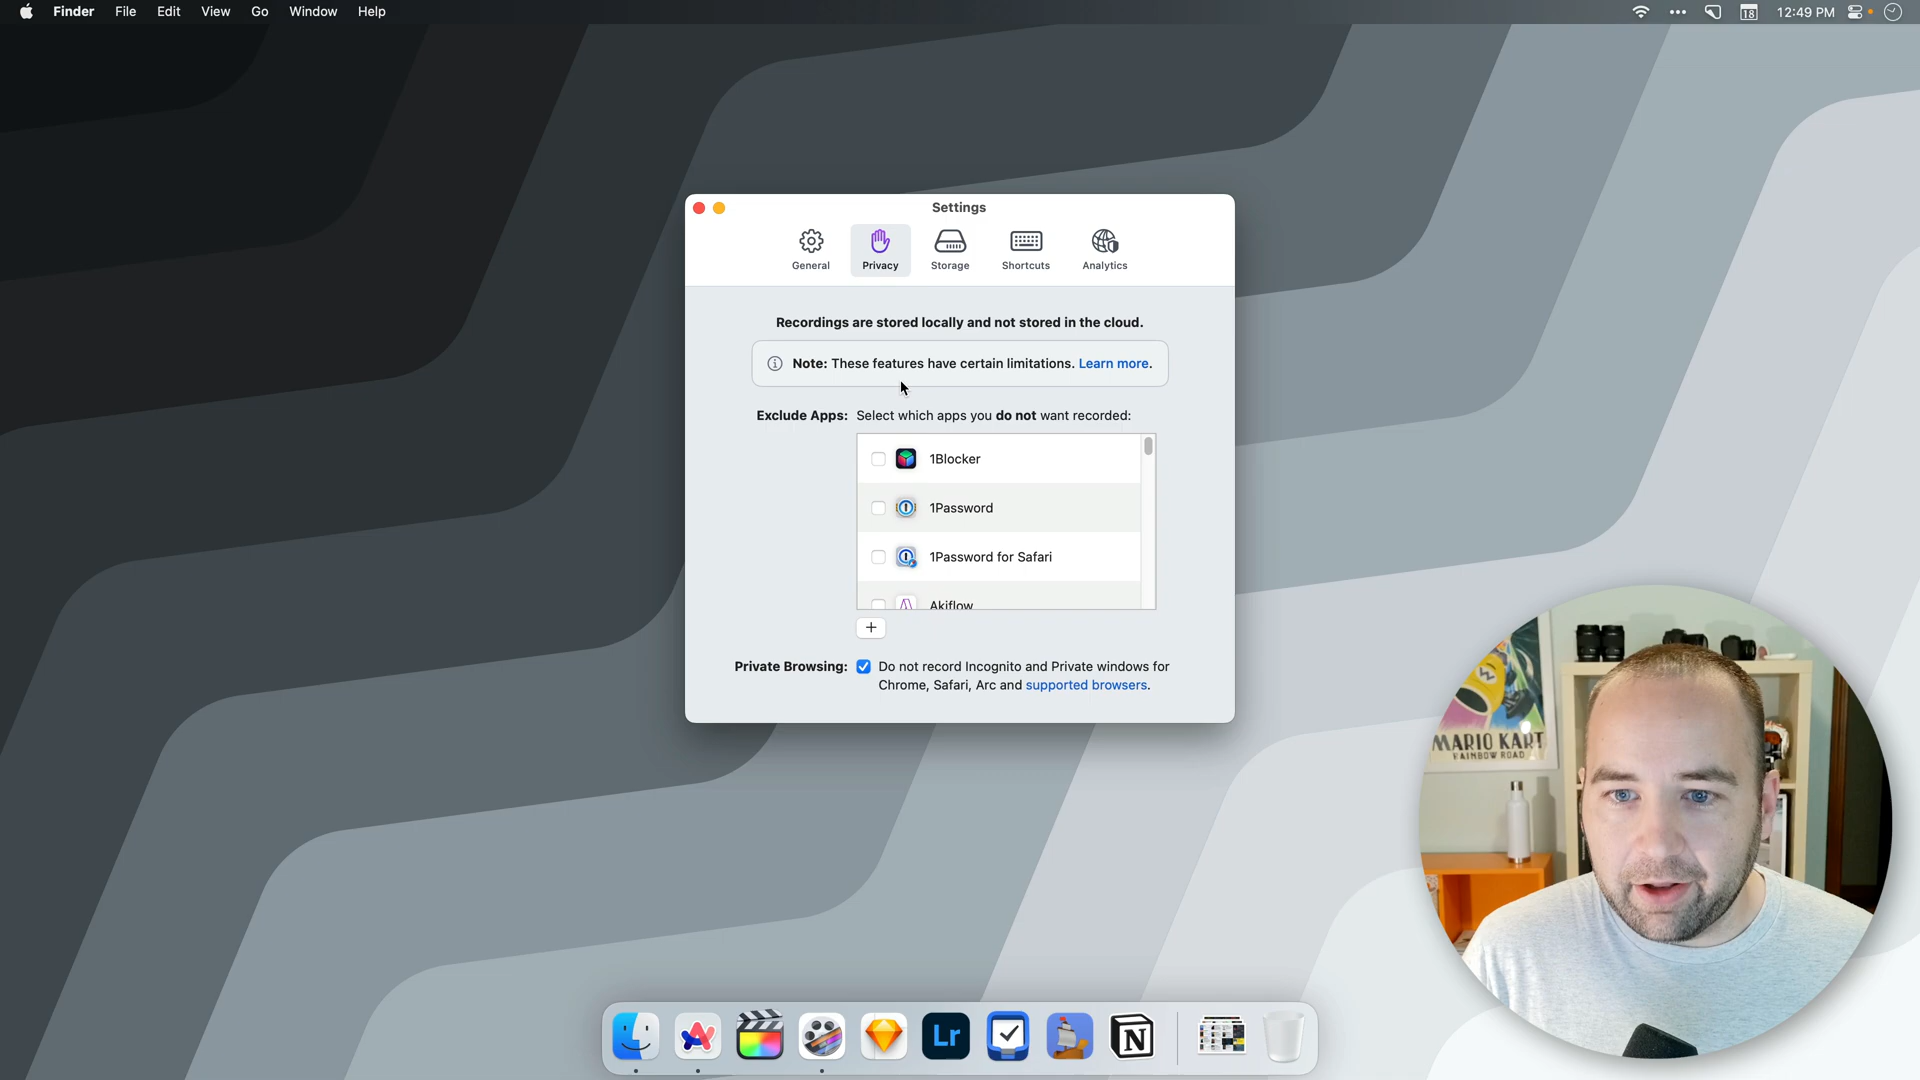 Finder File Edit View Go Window Help
18 12:49 PM
Settings
General Privacy Storage Shortcuts Analytics
Recordings are stored locally and not stored in the cloud.
Note: These features have certain limitations. Learn more.
Exclude Apps: Select which apps you do not want recorded:
1Blocker
1Password
1Password for Safari
Akiflow
+
Private Browsing: Do not record Incognito and Private windows for
Chrome, Safari, Arc and supported browsers.
MARIO KART
RAINBOW ROAD
Lr